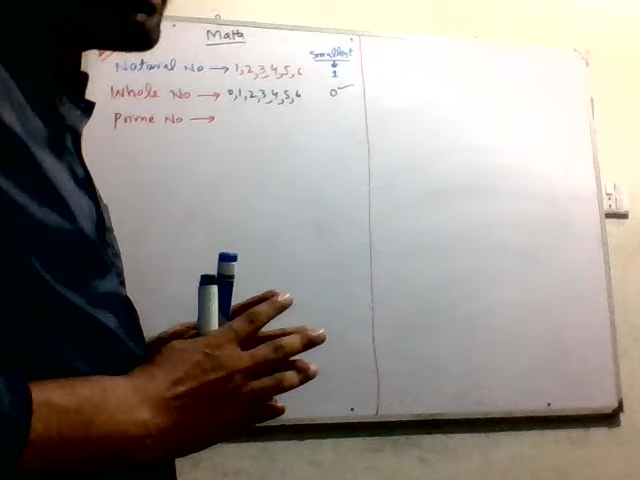 Math
Smallest
Natural No → 1,2,3,4,5,6 1
Whole No → 0,1,2,3,4,5,6 0
Prime No →